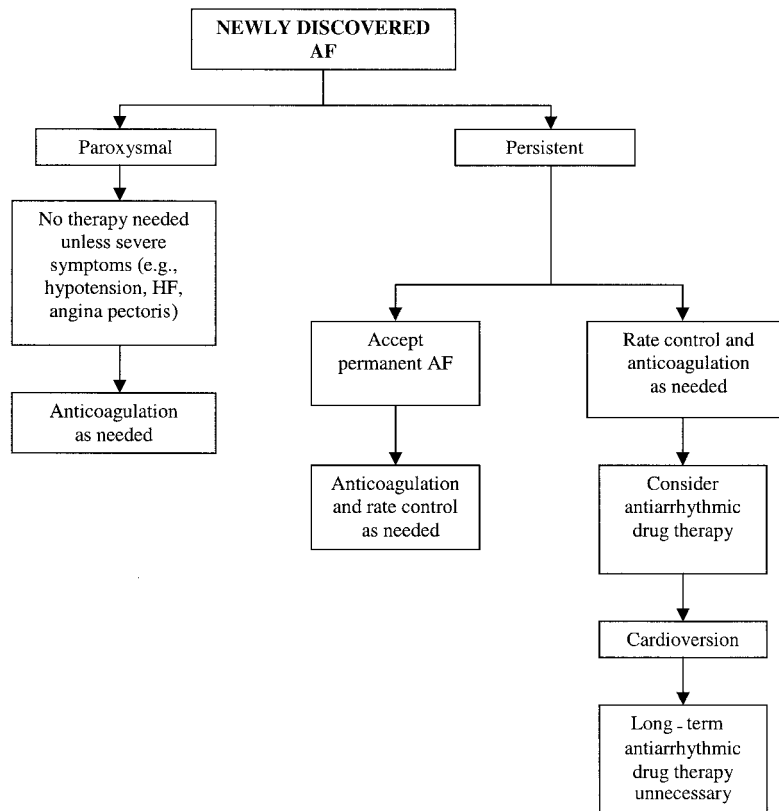 NEWLY DISCOVERED
AF
Paroxysmal
Persistent
No therapy needed
unless severe
symptoms (e.g.,
hypotension, HF,
angina pectoris)
Accept
permanent AF
Rate control and
anticoagulation
as needed
Anticoagulation
as needed
Anticoagulation
and rate control
as needed
Consider
antiarrhythmic
drug therapy
Cardioversion
Long - term
antiarrhythmic
drug therapy
unnecessary